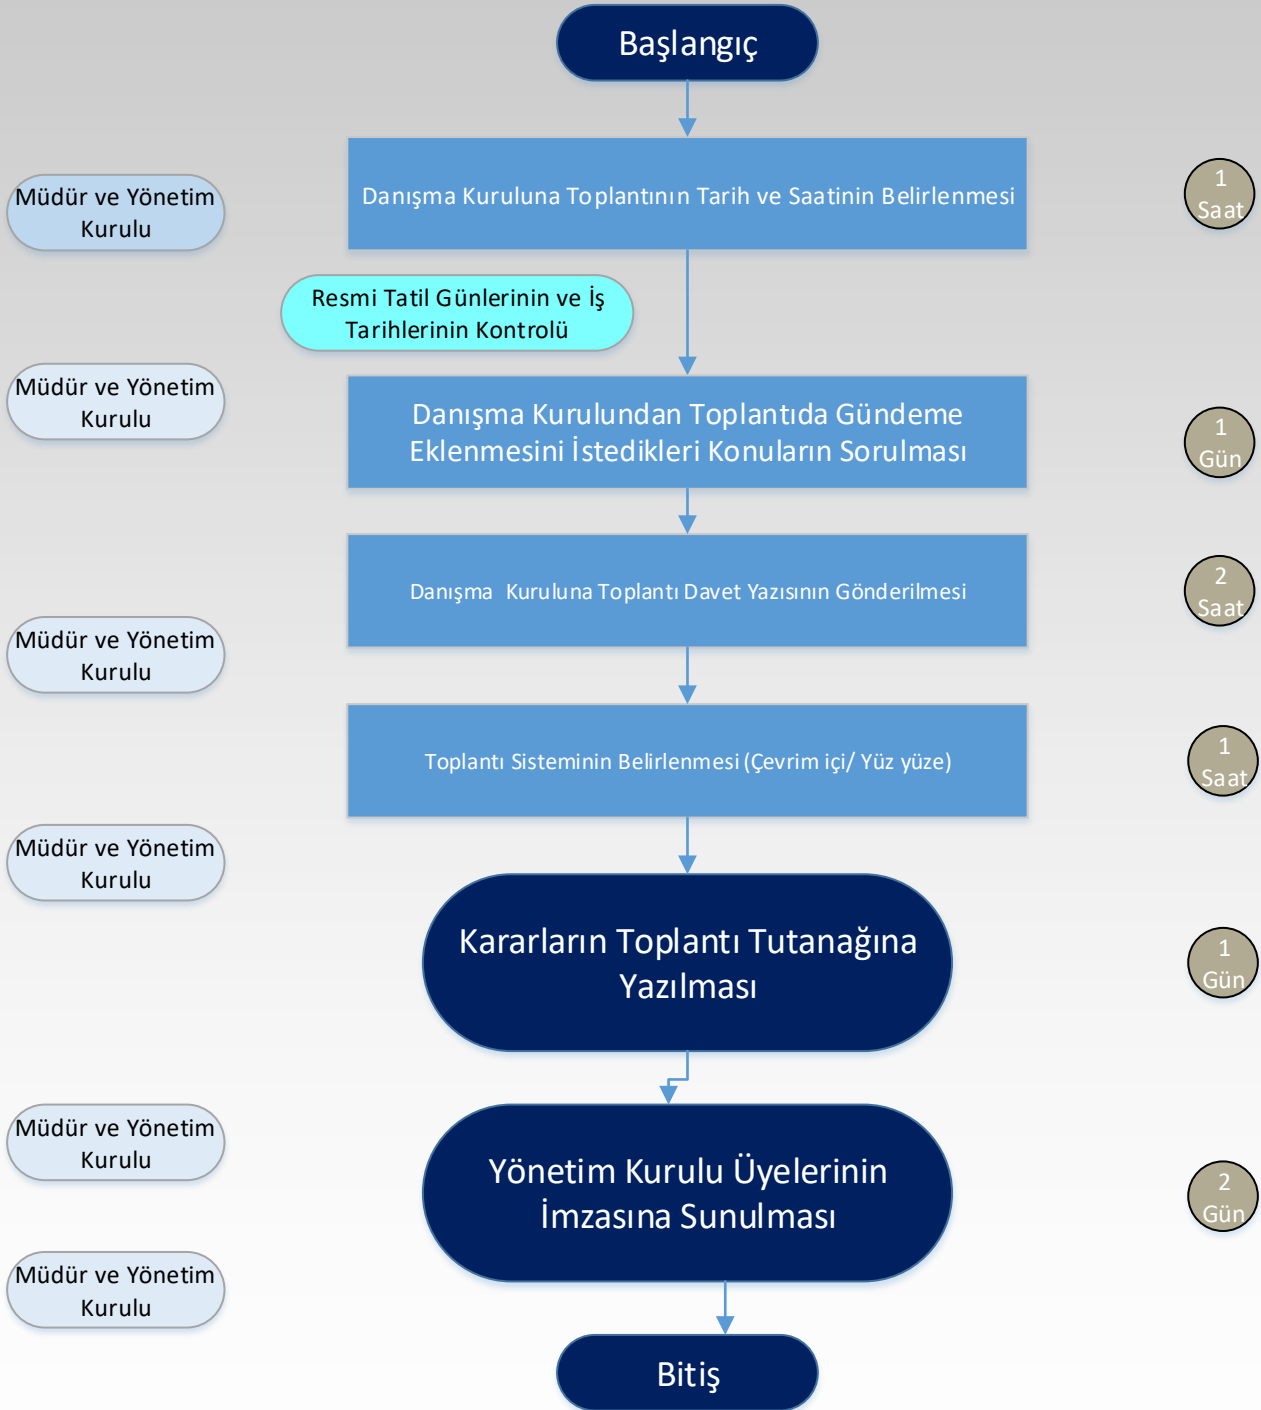 Başlangıç
Müdür ve Yönetim
Kurulu
Danışma Kuruluna Toplantının Tarih ve Saatinin Belirlenmesi
1
Saat
Resmi Tatil Günlerinin ve İş
Tarihlerinin Kontrolü
Müdür ve Yönetim
Kurulu
Danışma Kurulundan Toplantıda Gündeme
Eklenmesini İstedikleri Konuların Sorulması
1
Gün
Danışma Kuruluna Toplantı Davet Yazısının Gönderilmesi
2
Saat
Müdür ve Yönetim
Kurulu
Toplantı Sisteminin Belirlenmesi (Çevrim içi/ Yüz yüze)
1
Saat
Müdür ve Yönetim
Kurulu
Kararların Toplantı Tutanağına
Yazılması
1
Gün
Müdür ve Yönetim
Kurulu
Yönetim Kurulu Üyelerinin
İmzasına Sunulması
2
Gün
Müdür ve Yönetim
Kurulu
Bitiş